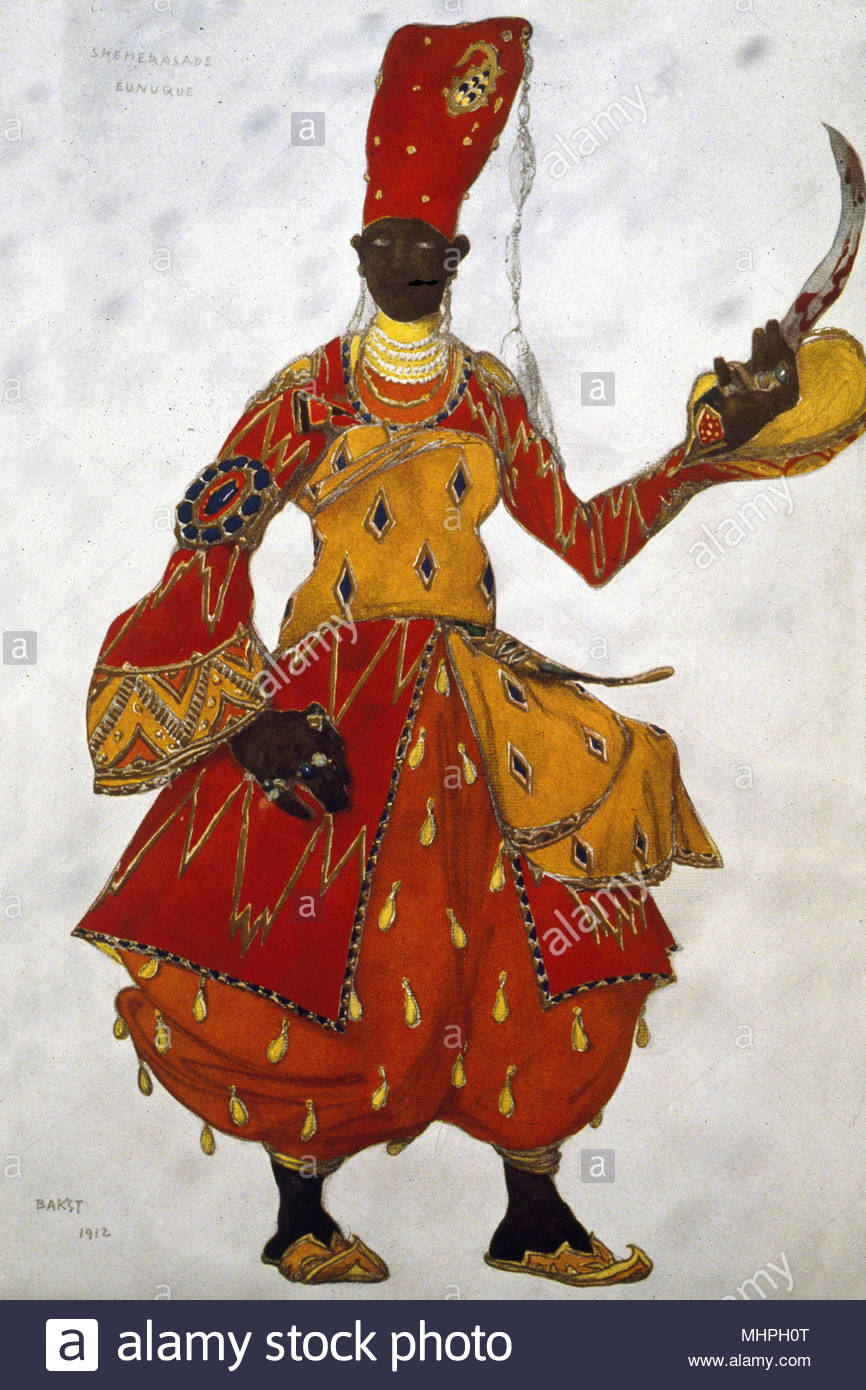 SHEHERASADE
EUNUQUE
BAKST
1912
a alamy stock photo
MHPH0T
www.alamy.com